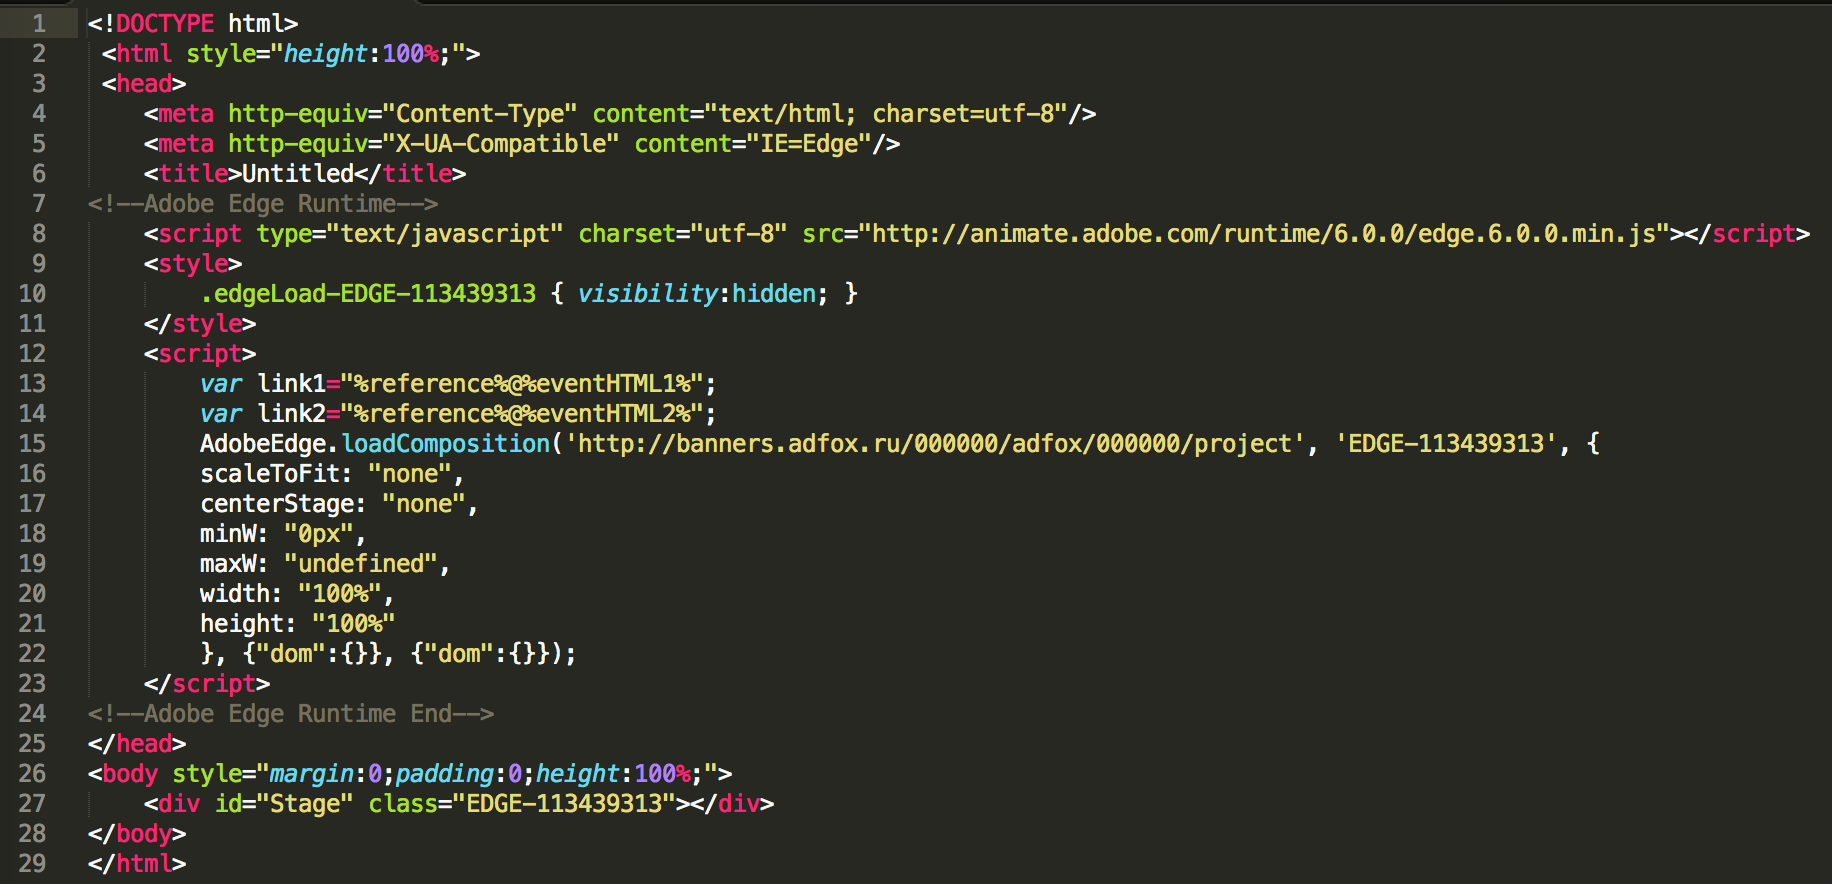 1 <!DOCTYPE html>
2 <html style="height:100%;">
3 <head>
4 <meta http-equiv="Content-Type" content="text/html; charset=utf-8"/>
5 <meta http-equiv="X-UA-Compatible" content="IE=Edge"/>
6 <title>Untitled</title>
7 <!--Adobe Edge Runtime-->
8 <script type="text/javascript" charset="utf-8" src="http://animate.adobe.com/runtime/6.0.0/edge.6.0.0.min.js"></script>
9 <style>
10 .edgeLoad-EDGE-113439313 { visibility:hidden; }
11 </style>
12 <script>
13 var link1="%reference%@%eventHTML1%";
14 var link2="%reference%@%eventHTML2%";
15 AdobeEdge.loadComposition('http://banners.adfox.ru/000000/adfox/000000/project', 'EDGE-113439313', {
16 scaleToFit: "none",
17 centerStage: "none",
18 minW: "0px",
19 maxW: "undefined",
20 width: "100%",
21 height: "100%"
22 }, {"dom":{}}, {"dom":{}});
23 </script>
24 <!--Adobe Edge Runtime End-->
25 </head>
26 <body style="margin:0;padding:0;height:100%;">
27 <div id="Stage" class="EDGE-113439313"></div>
28 </body>
29 </html>